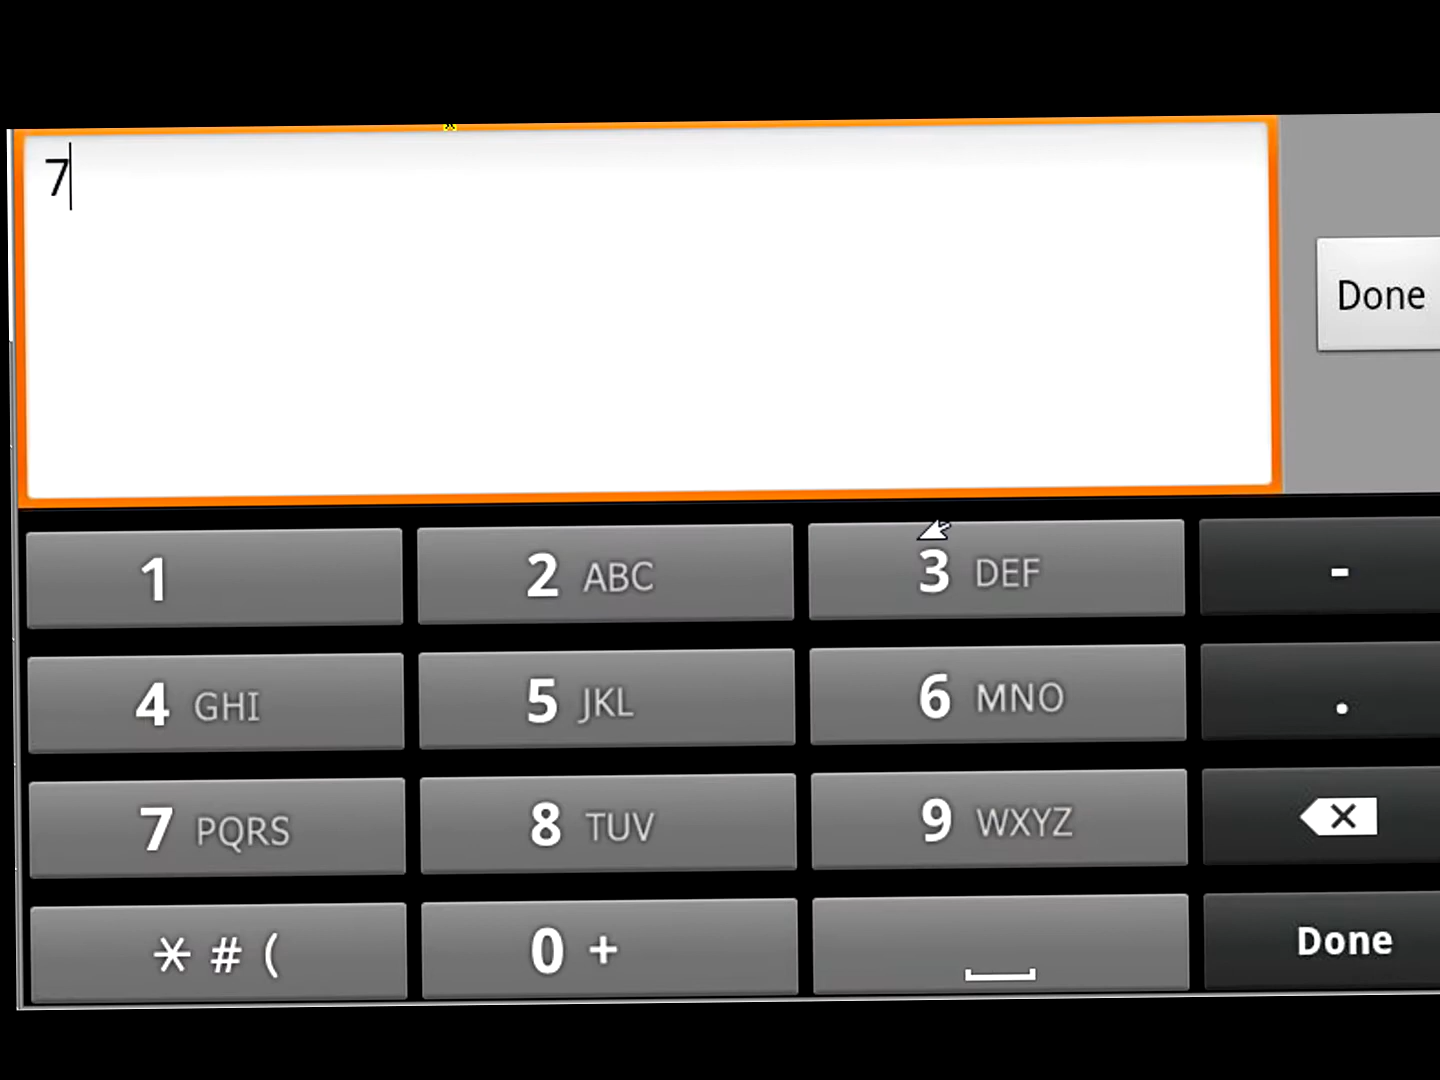 7
Done
1 2 ABC 3 DEF -
4 GHI 5 JKL 6 MNO .
7 PQRS 8 TUV 9 WXYZ
* # ( 0 + Done